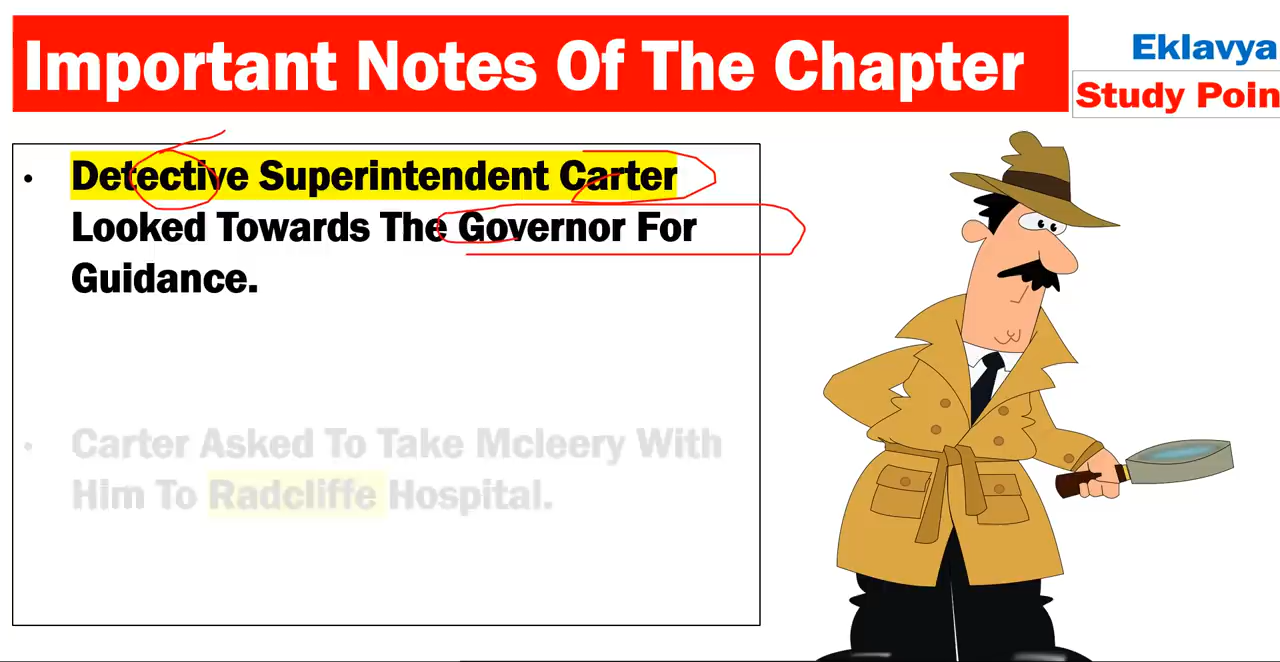 Important Notes Of The Chapter
Eklavya
Study Poin
• Detective Superintendent Carter
Looked Towards The Governor For
Guidance.
• Carter Asked To Take Mcleery With
Him To Radcliffe Hospital.